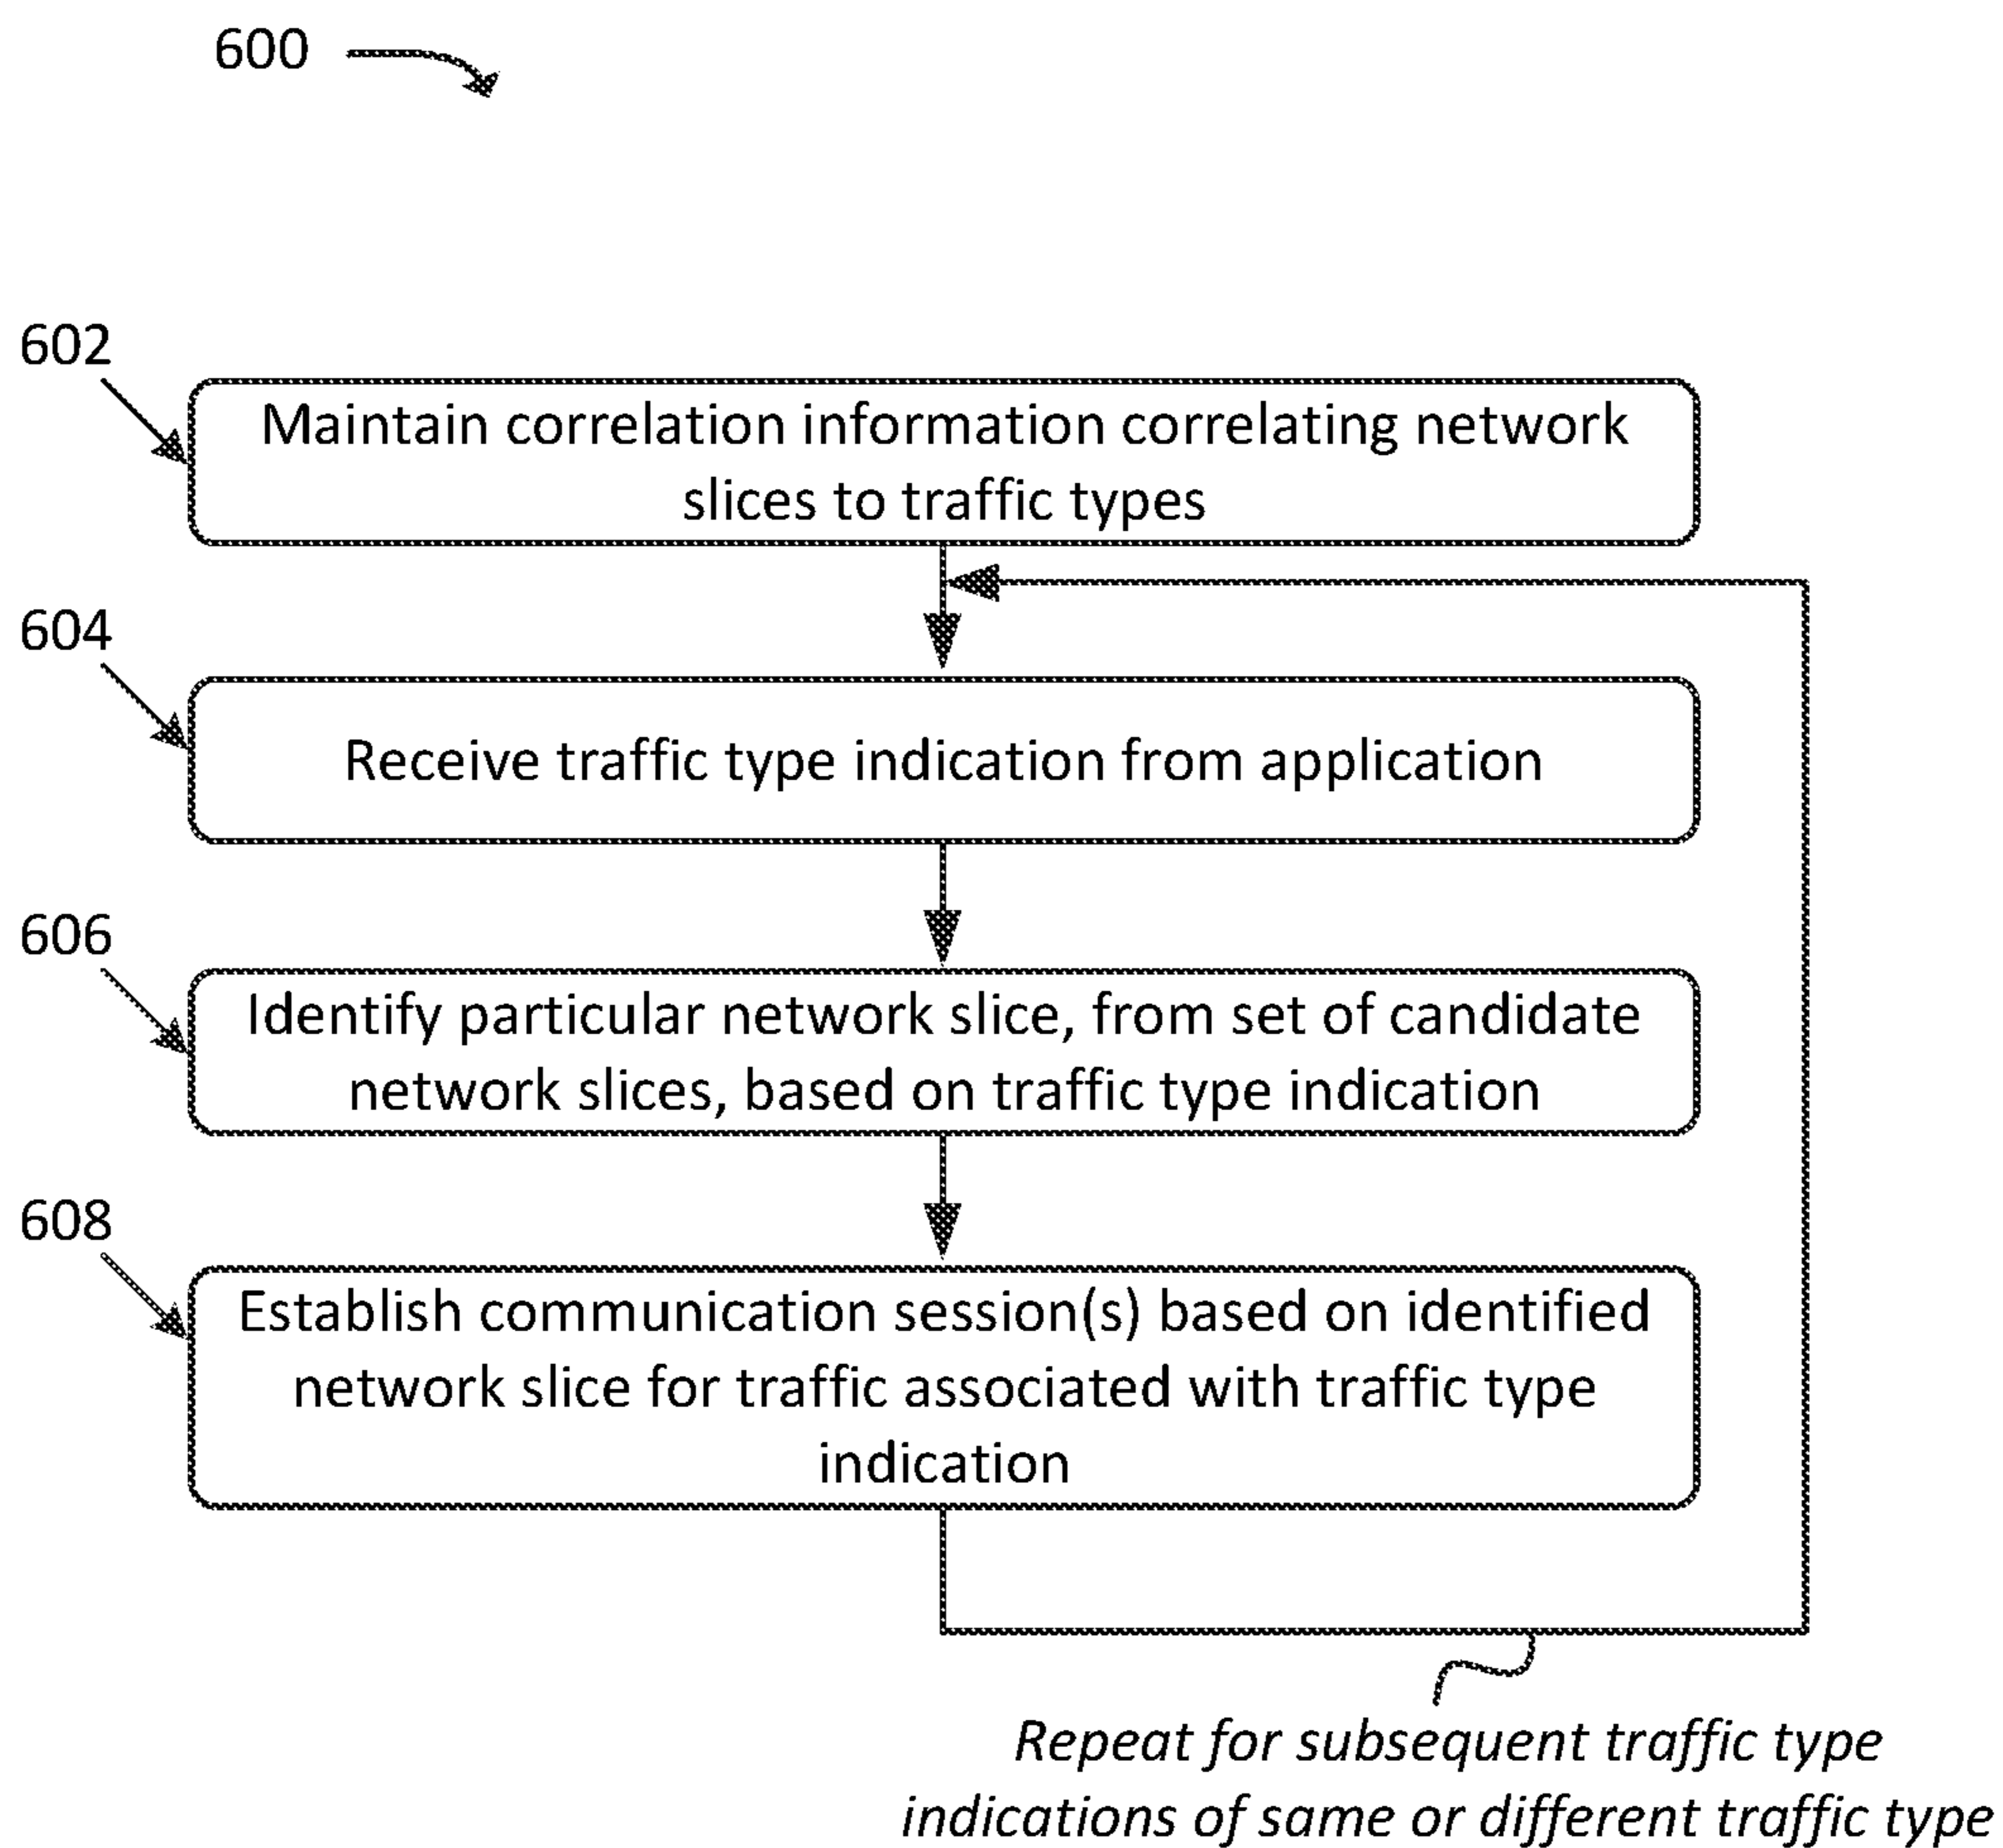 600
602
Maintain correlation information correlating network
slices to traffic types
604
Receive traffic type indication from application
606
Identify particular network slice, from set of candidate
network slices, based on traffic type indication
608
Establish communication session(s) based on identified
network slice for traffic associated with traffic type
indication
Repeat for subsequent traffic type
indications of same or different traffic type